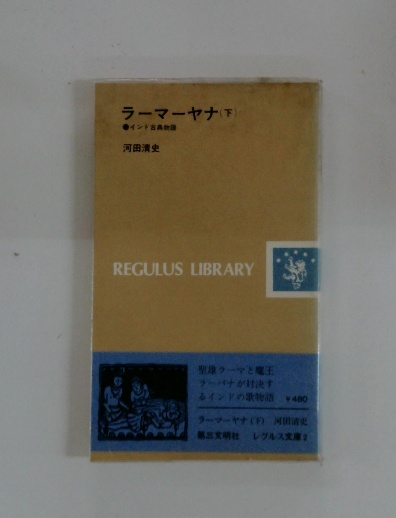 ラーマーヤナ(下)
●インド古典物語
河田清史
REGULUS LIBRARY
聖雄ラーマと魔王
ラーバナが対決す
るインドの歌物語 ￥480
ラーマーヤナ(下) 河田清史
第三文明社 レグルス文庫2